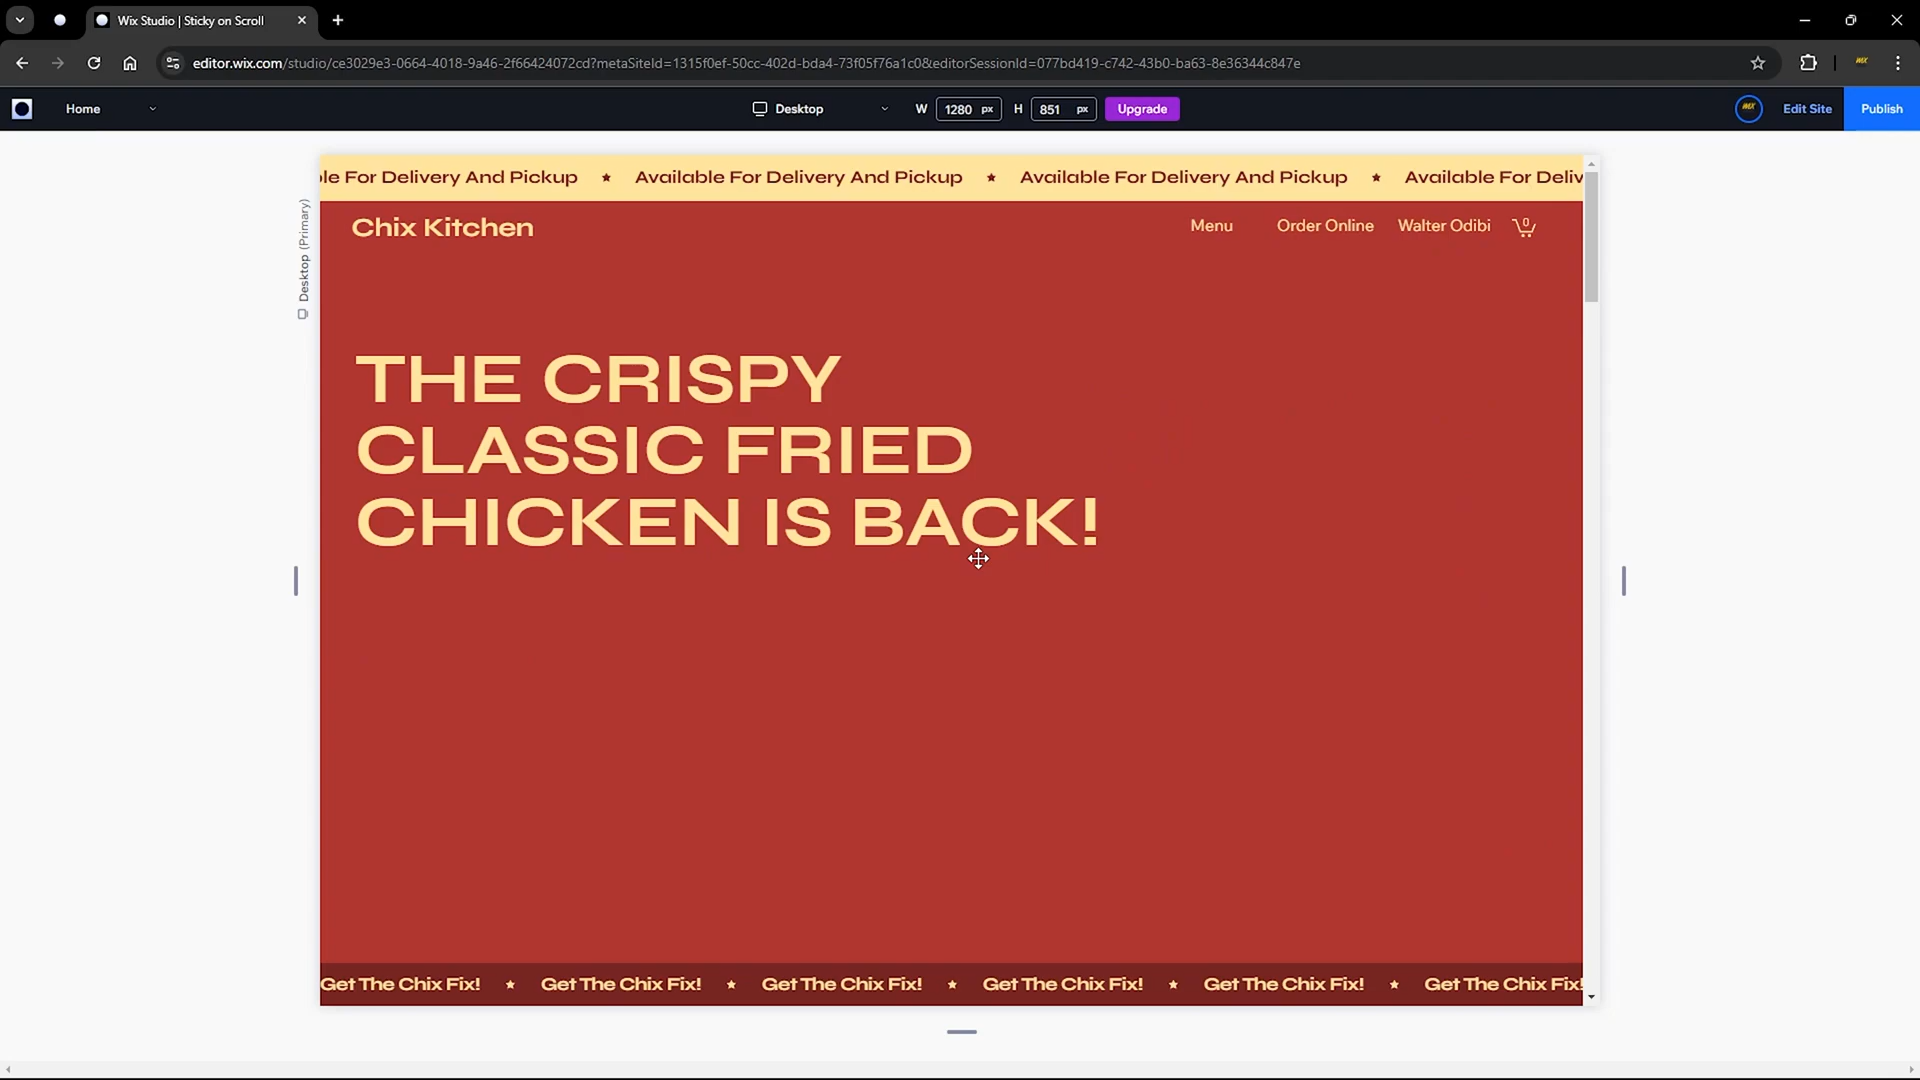 Wix Studio | Sticky on Scroll
editor.wix.com/studio/ce3029e3-0664-4018-9a46-2f66424072cd?metaSiteId=1315f0ef-50cc-402d-bda4-73f05f76a1c0&editorSessionId=077bd419-c742-43b0-ba63-8e36344c847e
Home
Desktop
W 1280 px H 851 px
Upgrade
Edit Site
Publish
Desktop (Primary)
le For Delivery And Pickup ★ Available For Delivery And Pickup ★ Available For Delivery And Pickup ★ Available For Deliv
Chix Kitchen
Menu Order Online Walter Odibi 0
THE CRISPY
CLASSIC FRIED
CHICKEN IS BACK!
Get The Chix Fix! ★ Get The Chix Fix! ★ Get The Chix Fix! ★ Get The Chix Fix! ★ Get The Chix Fix! ★ Get The Chix Fix!